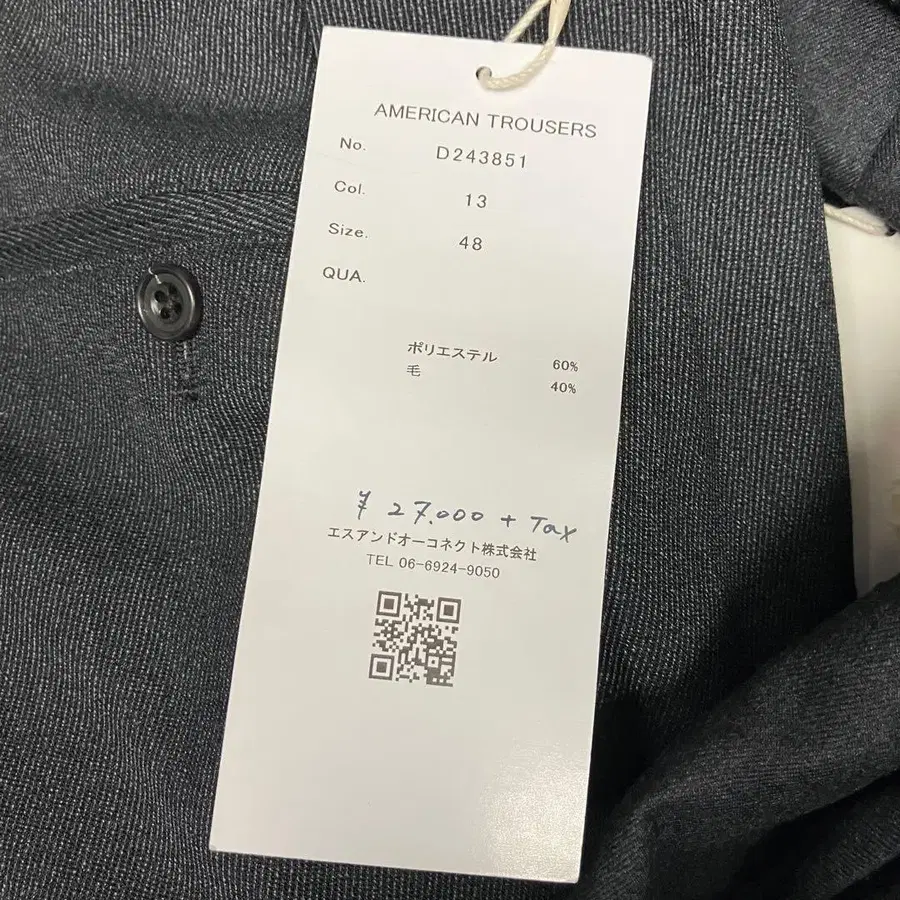 AMERICAN TROUSERS
No. D243851
Col. 13
Size. 48
QUA.
ポリエステル 60%
毛 40%
¥ 27.000 + Tax
エスアンドオーコネクト株式会社
TEL 06-6924-9050